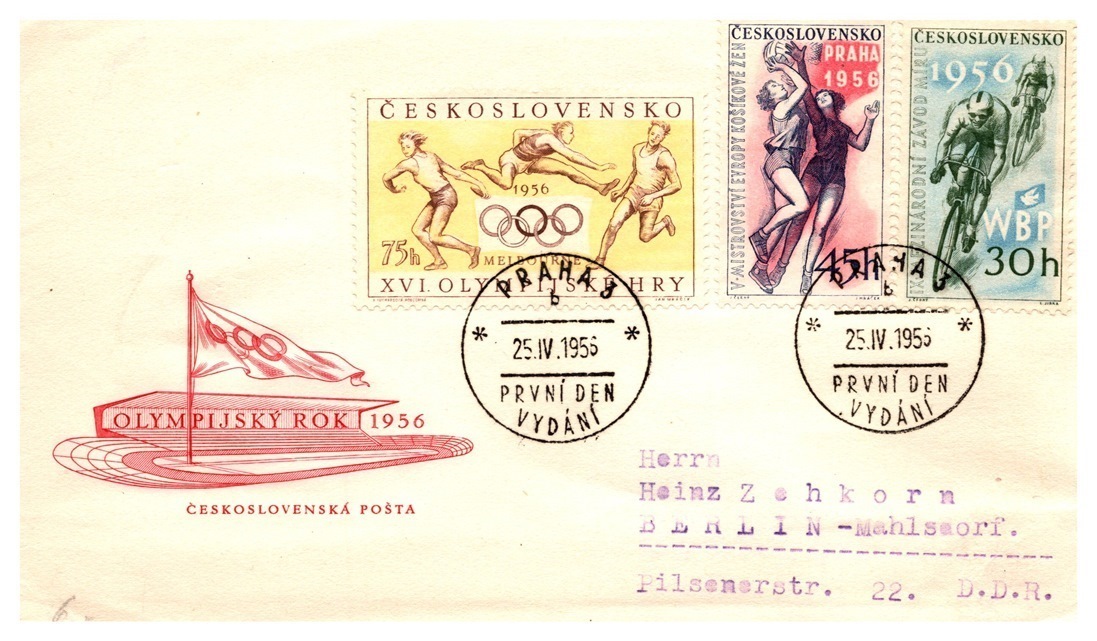 ČESKOSLOVENSKO
1956
75h
MELBOURNE
XVI. OLYMPIJSKÉ HRY
ČESKOSLOVENSKO
PRAHA
1956
V. MISTROVSTVÍ EVROPY KOŠÍKOVÉ ŽEN
45h
ČESKOSLOVENSKO
1956
IX. MEZINÁRODNÍ ZÁVOD MÍRU
WBP
30h
PRAHA 3
b
* *
25.IV.1956
PRVNÍ DEN
VYDÁNÍ
PRAHA 3
b
* *
25.IV.1956
PRVNÍ DEN
VYDÁNÍ
OLYMPIJSKÝ ROK 1956
ČESKOSLOVENSKÁ POŠTA
Herrn
Heinz Zehkorn
BERLIN-Mahlsdorf.
Pilsenerstr. 22. D.D.R.